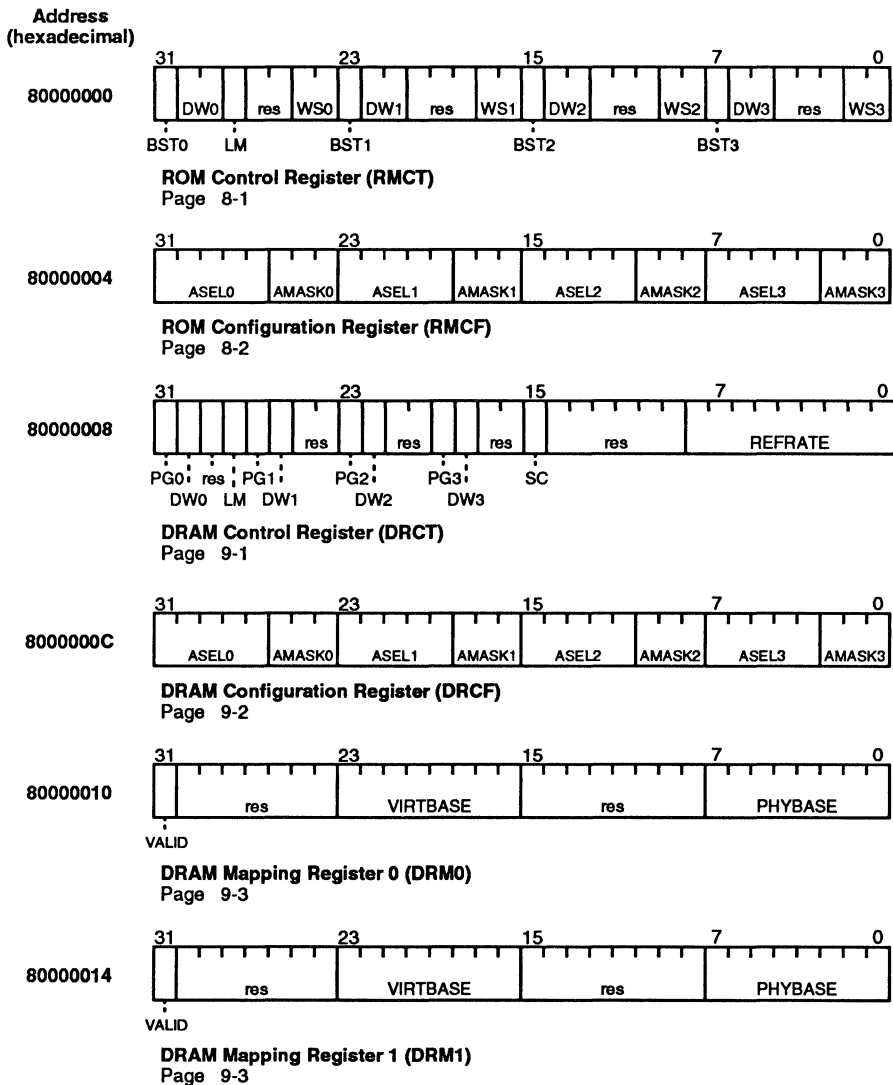 Address
(hexadecimal)
31 23 15 7 0
80000000
DW0 res WS0 DW1 res WS1 DW2 res WS2 DW3 res WS3
BST0 LM BST1 BST2 BST3
ROM Control Register (RMCT)
Page 8-1
31 23 15 7 0
80000004
ASEL0 AMASK0 ASEL1 AMASK1 ASEL2 AMASK2 ASEL3 AMASK3
ROM Configuration Register (RMCF)
Page 8-2
31 23 15 7 0
80000008
res res res res REFRATE
PG0 res PG1 PG2 PG3 SC
DW0 LM DW1 DW2 DW3
DRAM Control Register (DRCT)
Page 9-1
31 23 15 7 0
8000000C
ASEL0 AMASK0 ASEL1 AMASK1 ASEL2 AMASK2 ASEL3 AMASK3
DRAM Configuration Register (DRCF)
Page 9-2
31 23 15 7 0
80000010
res VIRTBASE res PHYBASE
VALID
DRAM Mapping Register 0 (DRM0)
Page 9-3
31 23 15 7 0
80000014
res VIRTBASE res PHYBASE
VALID
DRAM Mapping Register 1 (DRM1)
Page 9-3